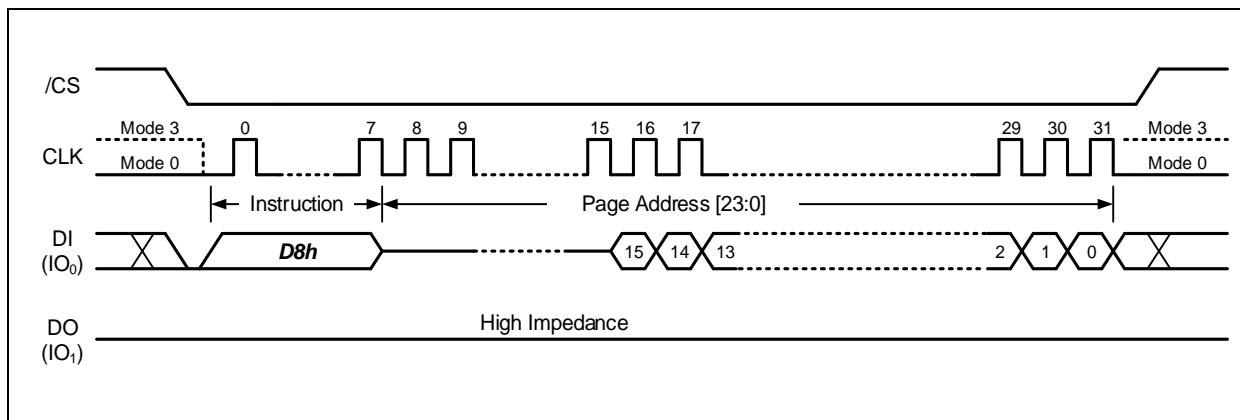 /CS
Mode 3 0 7 8 9 15 16 17 29 30 31 Mode 3
CLK
Mode 0 Mode 0
Instruction Page Address [23:0]
DI
(IO₀)
D8h 15 14 13 2 1 0
High Impedance
DO
(IO₁)